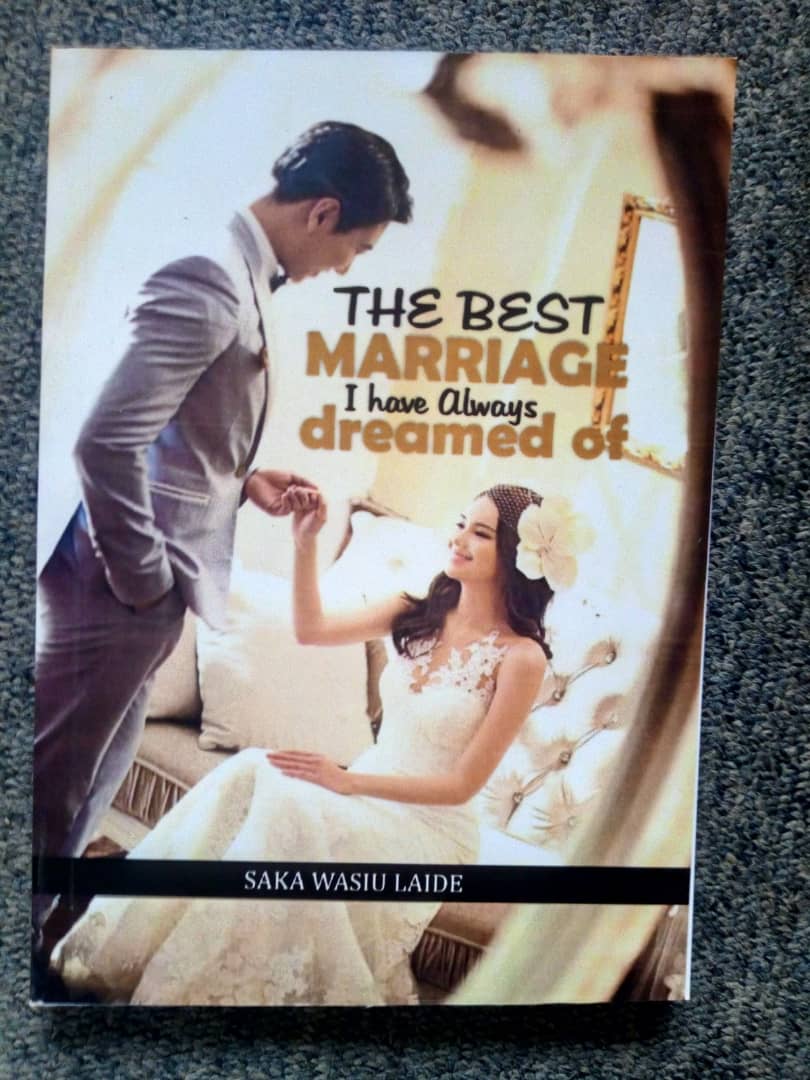 THE BEST
MARRIAGE
I have Always
dreamed of
SAKA WASIU LAIDE